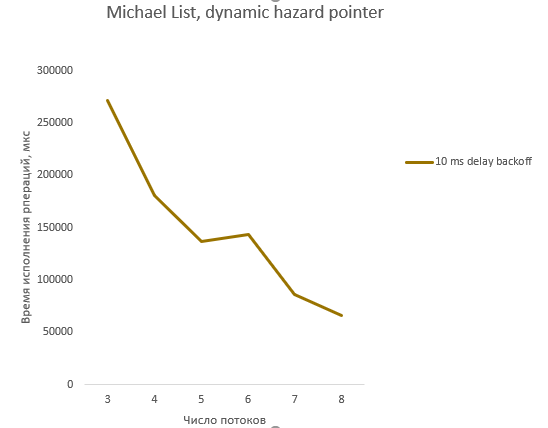 Michael List, dynamic hazard pointer
300000
250000
200000
150000
100000
50000
0
Время исполнения рпераций, мкс
3 4 5 6 7 8
Число потоков
10 ms delay backoff